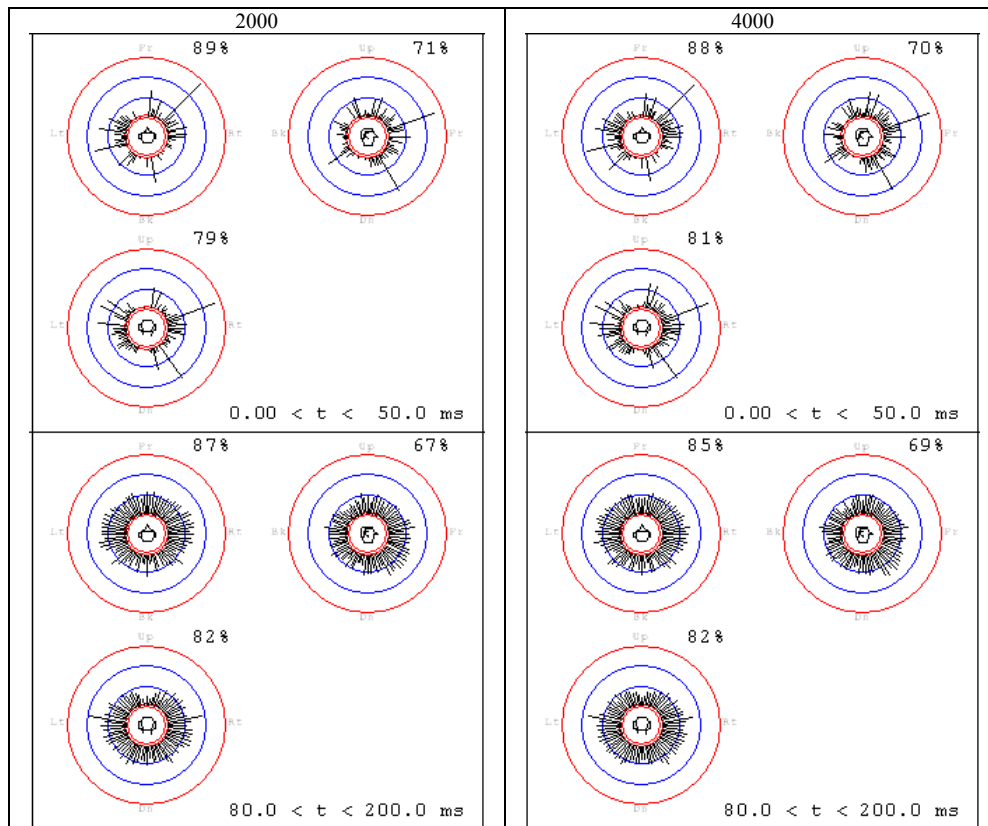 2000
4000
Fr 89%
Up 71%
Lt Rt
Bk Fr
Bk
Dn
Up 79%
Lt Rt
Dn
0.00 < t < 50.0 ms
Fr 88%
Up 70%
Lt Rt
Bk Fr
Bk
Dn
Up 81%
Lt Rt
Dn
0.00 < t < 50.0 ms
Fr 87%
Up 67%
Lt Rt
Bk Fr
Bk
Dn
Up 82%
Lt Rt
Dn
80.0 < t < 200.0 ms
Fr 85%
Up 69%
Lt Rt
Bk Fr
Bk
Dn
Up 82%
Lt Rt
Dn
80.0 < t < 200.0 ms